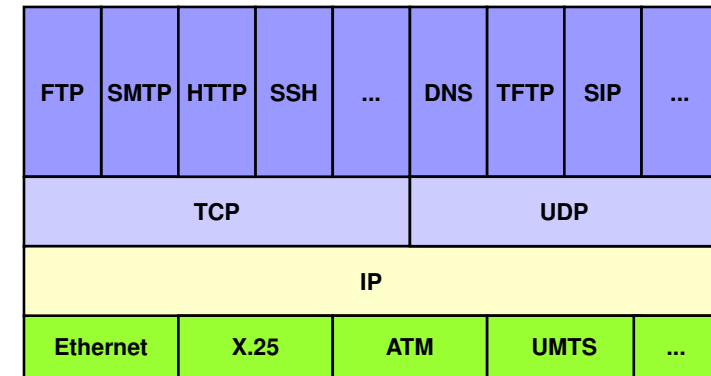 FTP SMTP HTTP SSH ... DNS TFTP SIP ...
TCP UDP
IP
Ethernet X.25 ATM UMTS ...